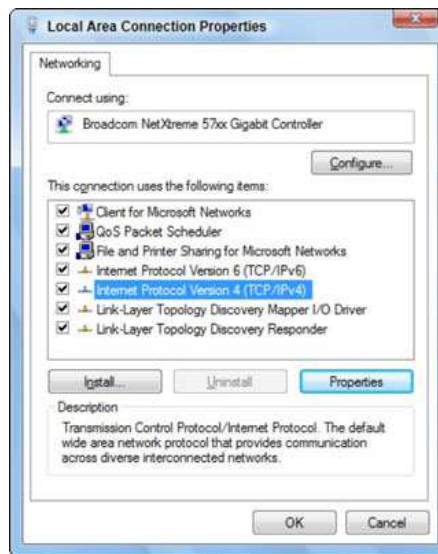 Local Area Connection Properties
Networking
Connect using:
Broadcom NetXtreme 57xx Gigabit Controller
Configure...
This connection uses the following items:
Client for Microsoft Networks
QoS Packet Scheduler
File and Printer Sharing for Microsoft Networks
Internet Protocol Version 6 (TCP/IPv6)
Internet Protocol Version 4 (TCP/IPv4)
Link-Layer Topology Discovery Mapper I/O Driver
Link-Layer Topology Discovery Responder
Install... Uninstall Properties
Description
Transmission Control Protocol/Internet Protocol. The default
wide area network protocol that provides communication
across diverse interconnected networks.
OK Cancel